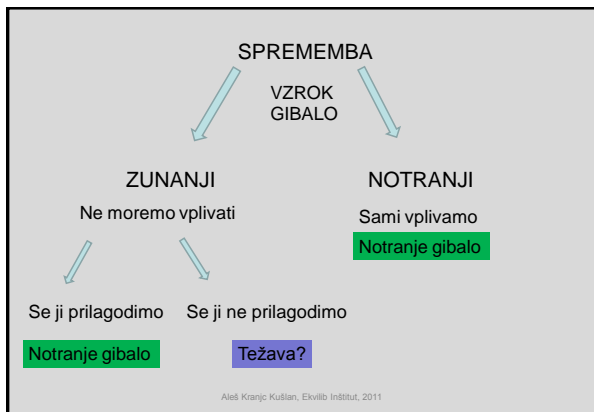 SPREMEMBA
VZROK
GIBALO
ZUNANJI
NOTRANJI
Ne moremo vplivati
Sami vplivamo
Notranje gibalo
Se ji prilagodimo
Se ji ne prilagodimo
Notranje gibalo
Težava?
Aleš Kranjc Kušlan, Ekvilib Inštitut, 2011